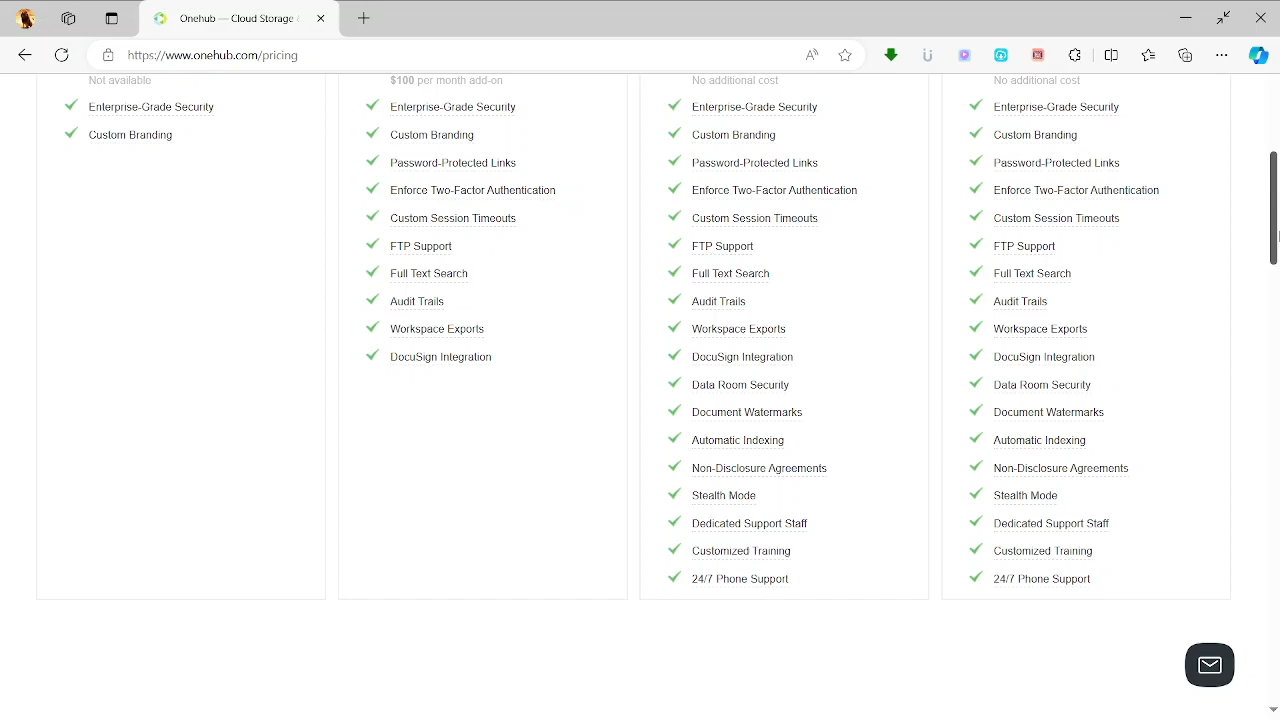 Onehub — Cloud Storage
https://www.onehub.com/pricing
Not available
Enterprise-Grade Security
Custom Branding
$100 per month add-on
Enterprise-Grade Security
Custom Branding
Password-Protected Links
Enforce Two-Factor Authentication
Custom Session Timeouts
FTP Support
Full Text Search
Audit Trails
Workspace Exports
DocuSign Integration
No additional cost
Enterprise-Grade Security
Custom Branding
Password-Protected Links
Enforce Two-Factor Authentication
Custom Session Timeouts
FTP Support
Full Text Search
Audit Trails
Workspace Exports
DocuSign Integration
Data Room Security
Document Watermarks
Automatic Indexing
Non-Disclosure Agreements
Stealth Mode
Dedicated Support Staff
Customized Training
24/7 Phone Support
No additional cost
Enterprise-Grade Security
Custom Branding
Password-Protected Links
Enforce Two-Factor Authentication
Custom Session Timeouts
FTP Support
Full Text Search
Audit Trails
Workspace Exports
DocuSign Integration
Data Room Security
Document Watermarks
Automatic Indexing
Non-Disclosure Agreements
Stealth Mode
Dedicated Support Staff
Customized Training
24/7 Phone Support